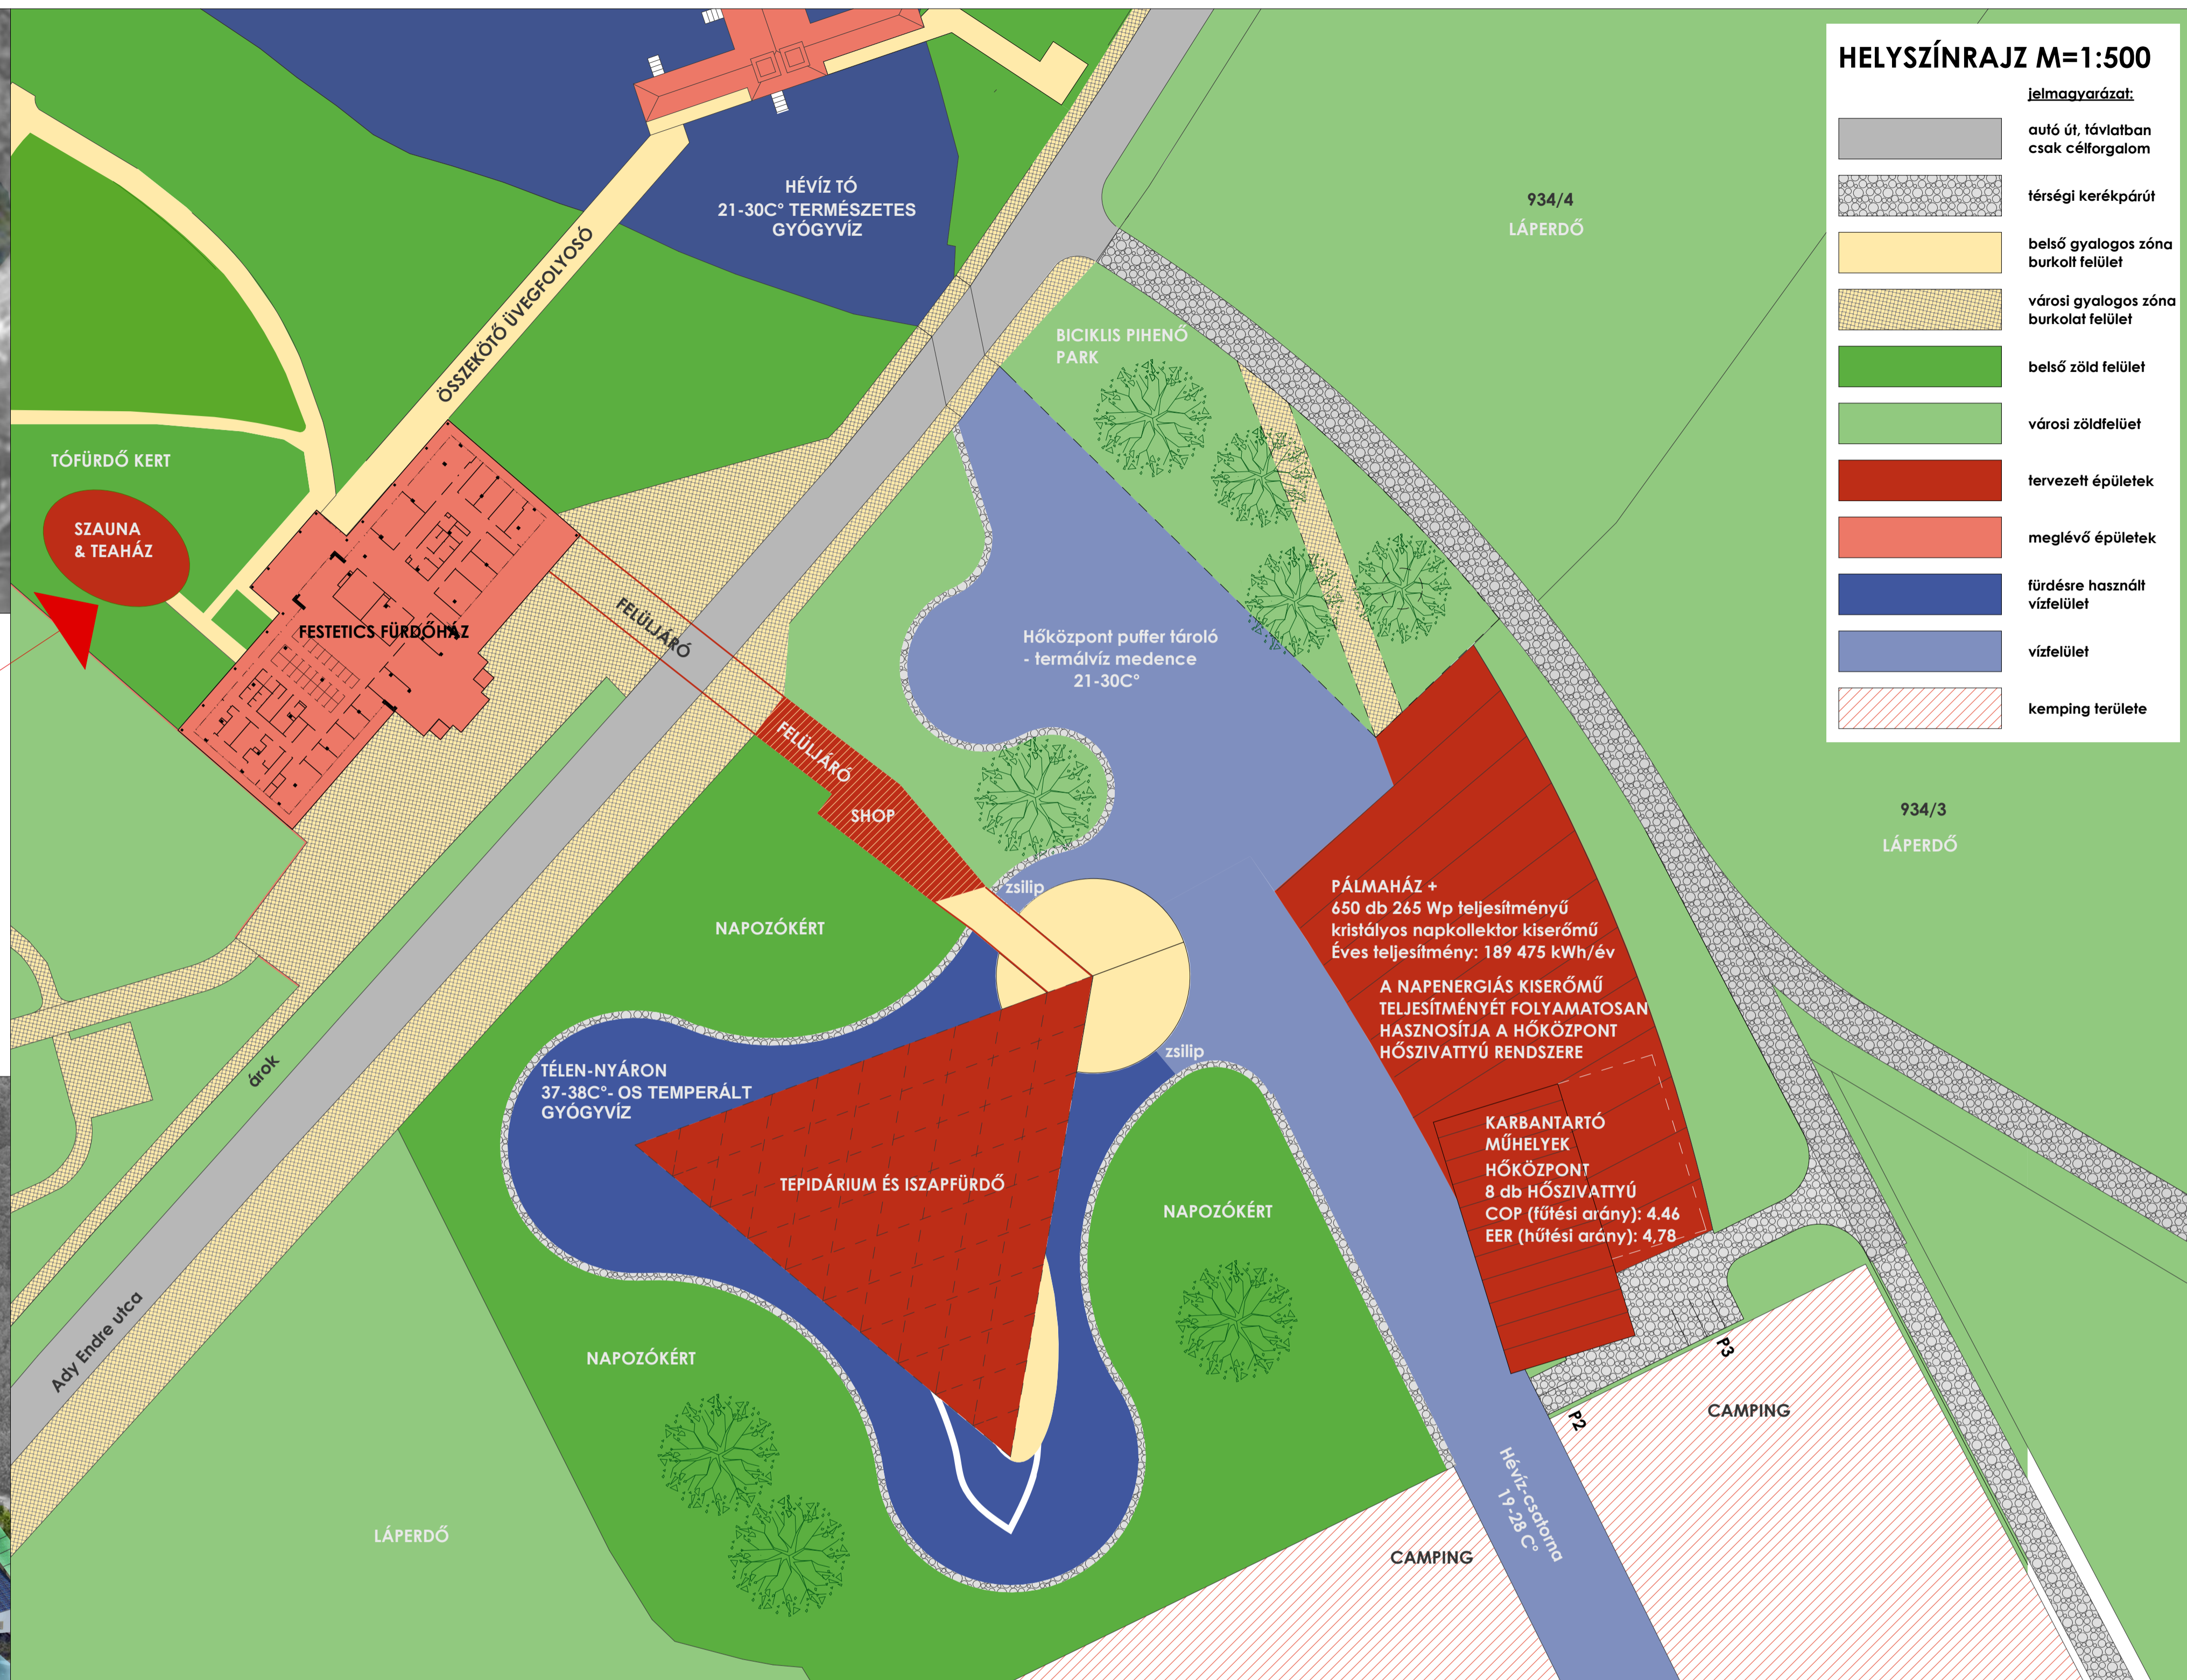 HELYSZÍNRAJZ M=1:500
jelmagyarázat:
autó út, távlatban
csak célforgalom
térségi kerékpárút
belső gyalogos zóna
burkolt felület
városi gyalogos zóna
burkolat felület
belső zöld felület
városi zöldfelüet
tervezett épületek
meglévő épületek
fürdésre használt
vízfelület
vízfelület
kemping területe
HÉVÍZ TÓ
21-30C° TERMÉSZETES
GYÓGYVÍZ
934/4
LÁPERDŐ
ÖSSZEKÖTŐ ÜVEGFOLYOSÓ
BICIKLIS PIHENŐ
PARK
TÓFÜRDŐ KERT
SZAUNA
& TEAHÁZ
FESTETICS FÜRDŐHÁZ
FELÜLJÁRÓ
Hőközpont puffer tároló
- termálvíz medence
21-30C°
FELÜLJÁRÓ
SHOP
934/3
LÁPERDŐ
zsilip
NAPOZÓKÉRT
PÁLMAHÁZ +
650 db 265 Wp teljesítményű
kristályos napkollektor kiserőmű
Éves teljesítmény: 189 475 kWh/év
A NAPENERGIÁS KISERŐMŰ
TELJESÍTMÉNYÉT FOLYAMATOSAN
HASZNOSÍTJA A HŐKÖZPONT
HŐSZIVATTYÚ RENDSZERE
zsilip
árok
TÉLEN-NYÁRON
37-38C°- OS TEMPERÁLT
GYÓGYVÍZ
KARBANTARTÓ
MŰHELYEK
HŐKÖZPONT
8 db HŐSZIVATTYÚ
COP (fűtési arány): 4.46
EER (hűtési arány): 4,78
TEPIDÁRIUM ÉS ISZAPFÜRDŐ
NAPOZÓKÉRT
Ady Endre utca
NAPOZÓKÉRT
P3
P2
CAMPING
Hévíz-csatorna
19-28 C°
LÁPERDŐ
CAMPING